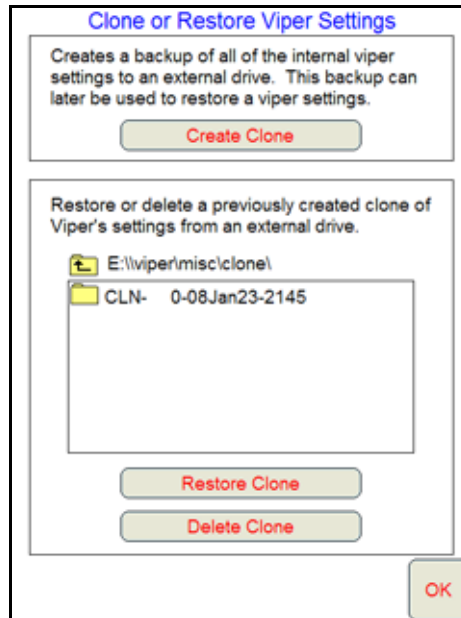 Clone or Restore Viper Settings
Creates a backup of all of the internal viper
settings to an external drive.  This backup can
later be used to restore a viper settings.
Create Clone
Restore or delete a previously created clone of
Viper's settings from an external drive.
E:\\viper\misc\clone\
CLN-    0-08Jan23-2145
Restore Clone
Delete Clone
OK